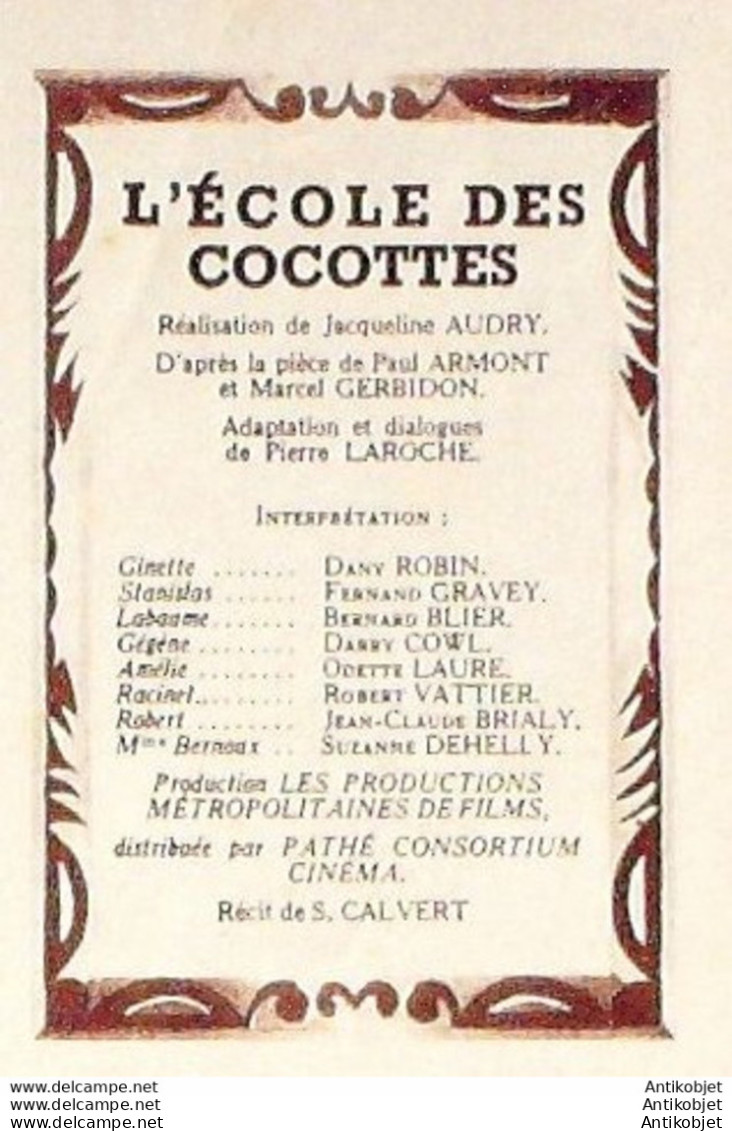 L'ÉCOLE DES
COCOTTES
Réalisation de Jacqueline AUDRY.
D'après la pièce de Paul ARMONT
et Marcel GERBIDON.
Adaptation et dialogues
de Pierre LAROCHE.
INTERPRÉTATION :
Ginette ....... DANY ROBIN.
Stanislas ...... FERNAND GRAVEY.
Labaume....... BERNARD BLIER.
Gégène ........ DARRY COWL.
Amélie ........ ODETTE LAURE.
Racinet......... ROBERT VATTIER.
Robert ........ JEAN-CLAUDE BRIALY.
Mme Bernoux .. SUZANNE DEHELLY.
Production LES PRODUCTIONS
MÉTROPOLITAINES DE FILMS,
distribuée par PATHÉ CONSORTIUM
CINÉMA.
Récit de S. CALVERT
www.delcampe.net Antikobjet
www.delcampe.net Antikobjet
www.delcampe.net Antikobjet